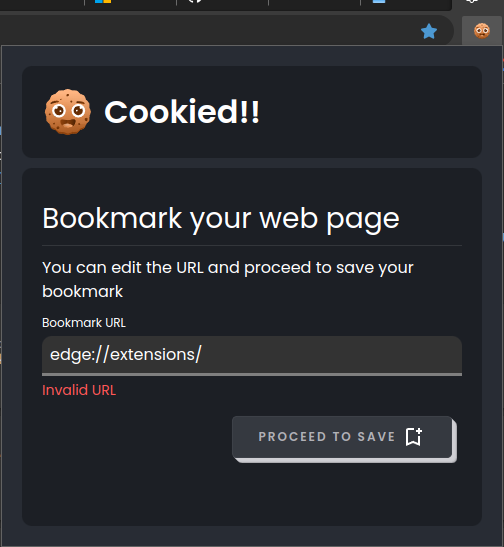 Cookied!!
Bookmark your web page
You can edit the URL and proceed to save your
bookmark
Bookmark URL
edge://extensions/
Invalid URL
PROCEED TO SAVE